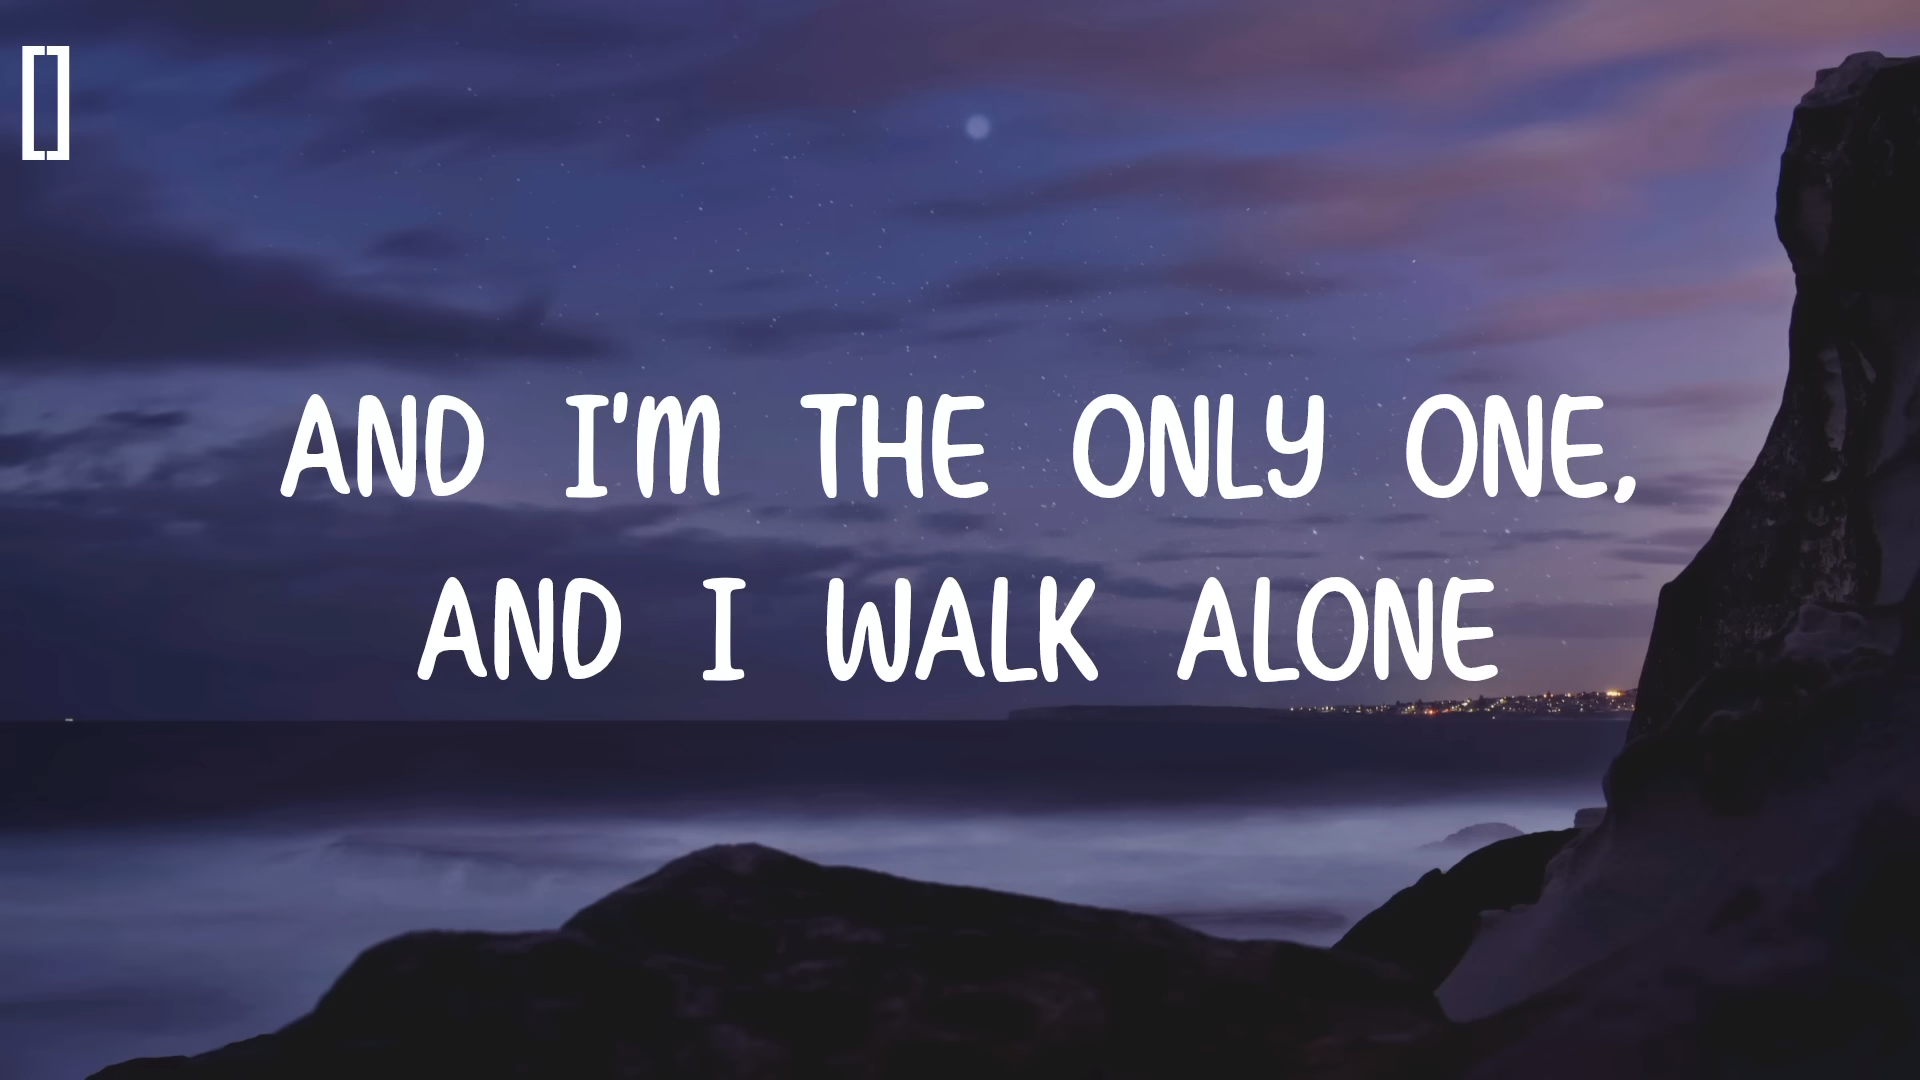 []
AND I'M THE ONLY ONE,
AND I WALK ALONE